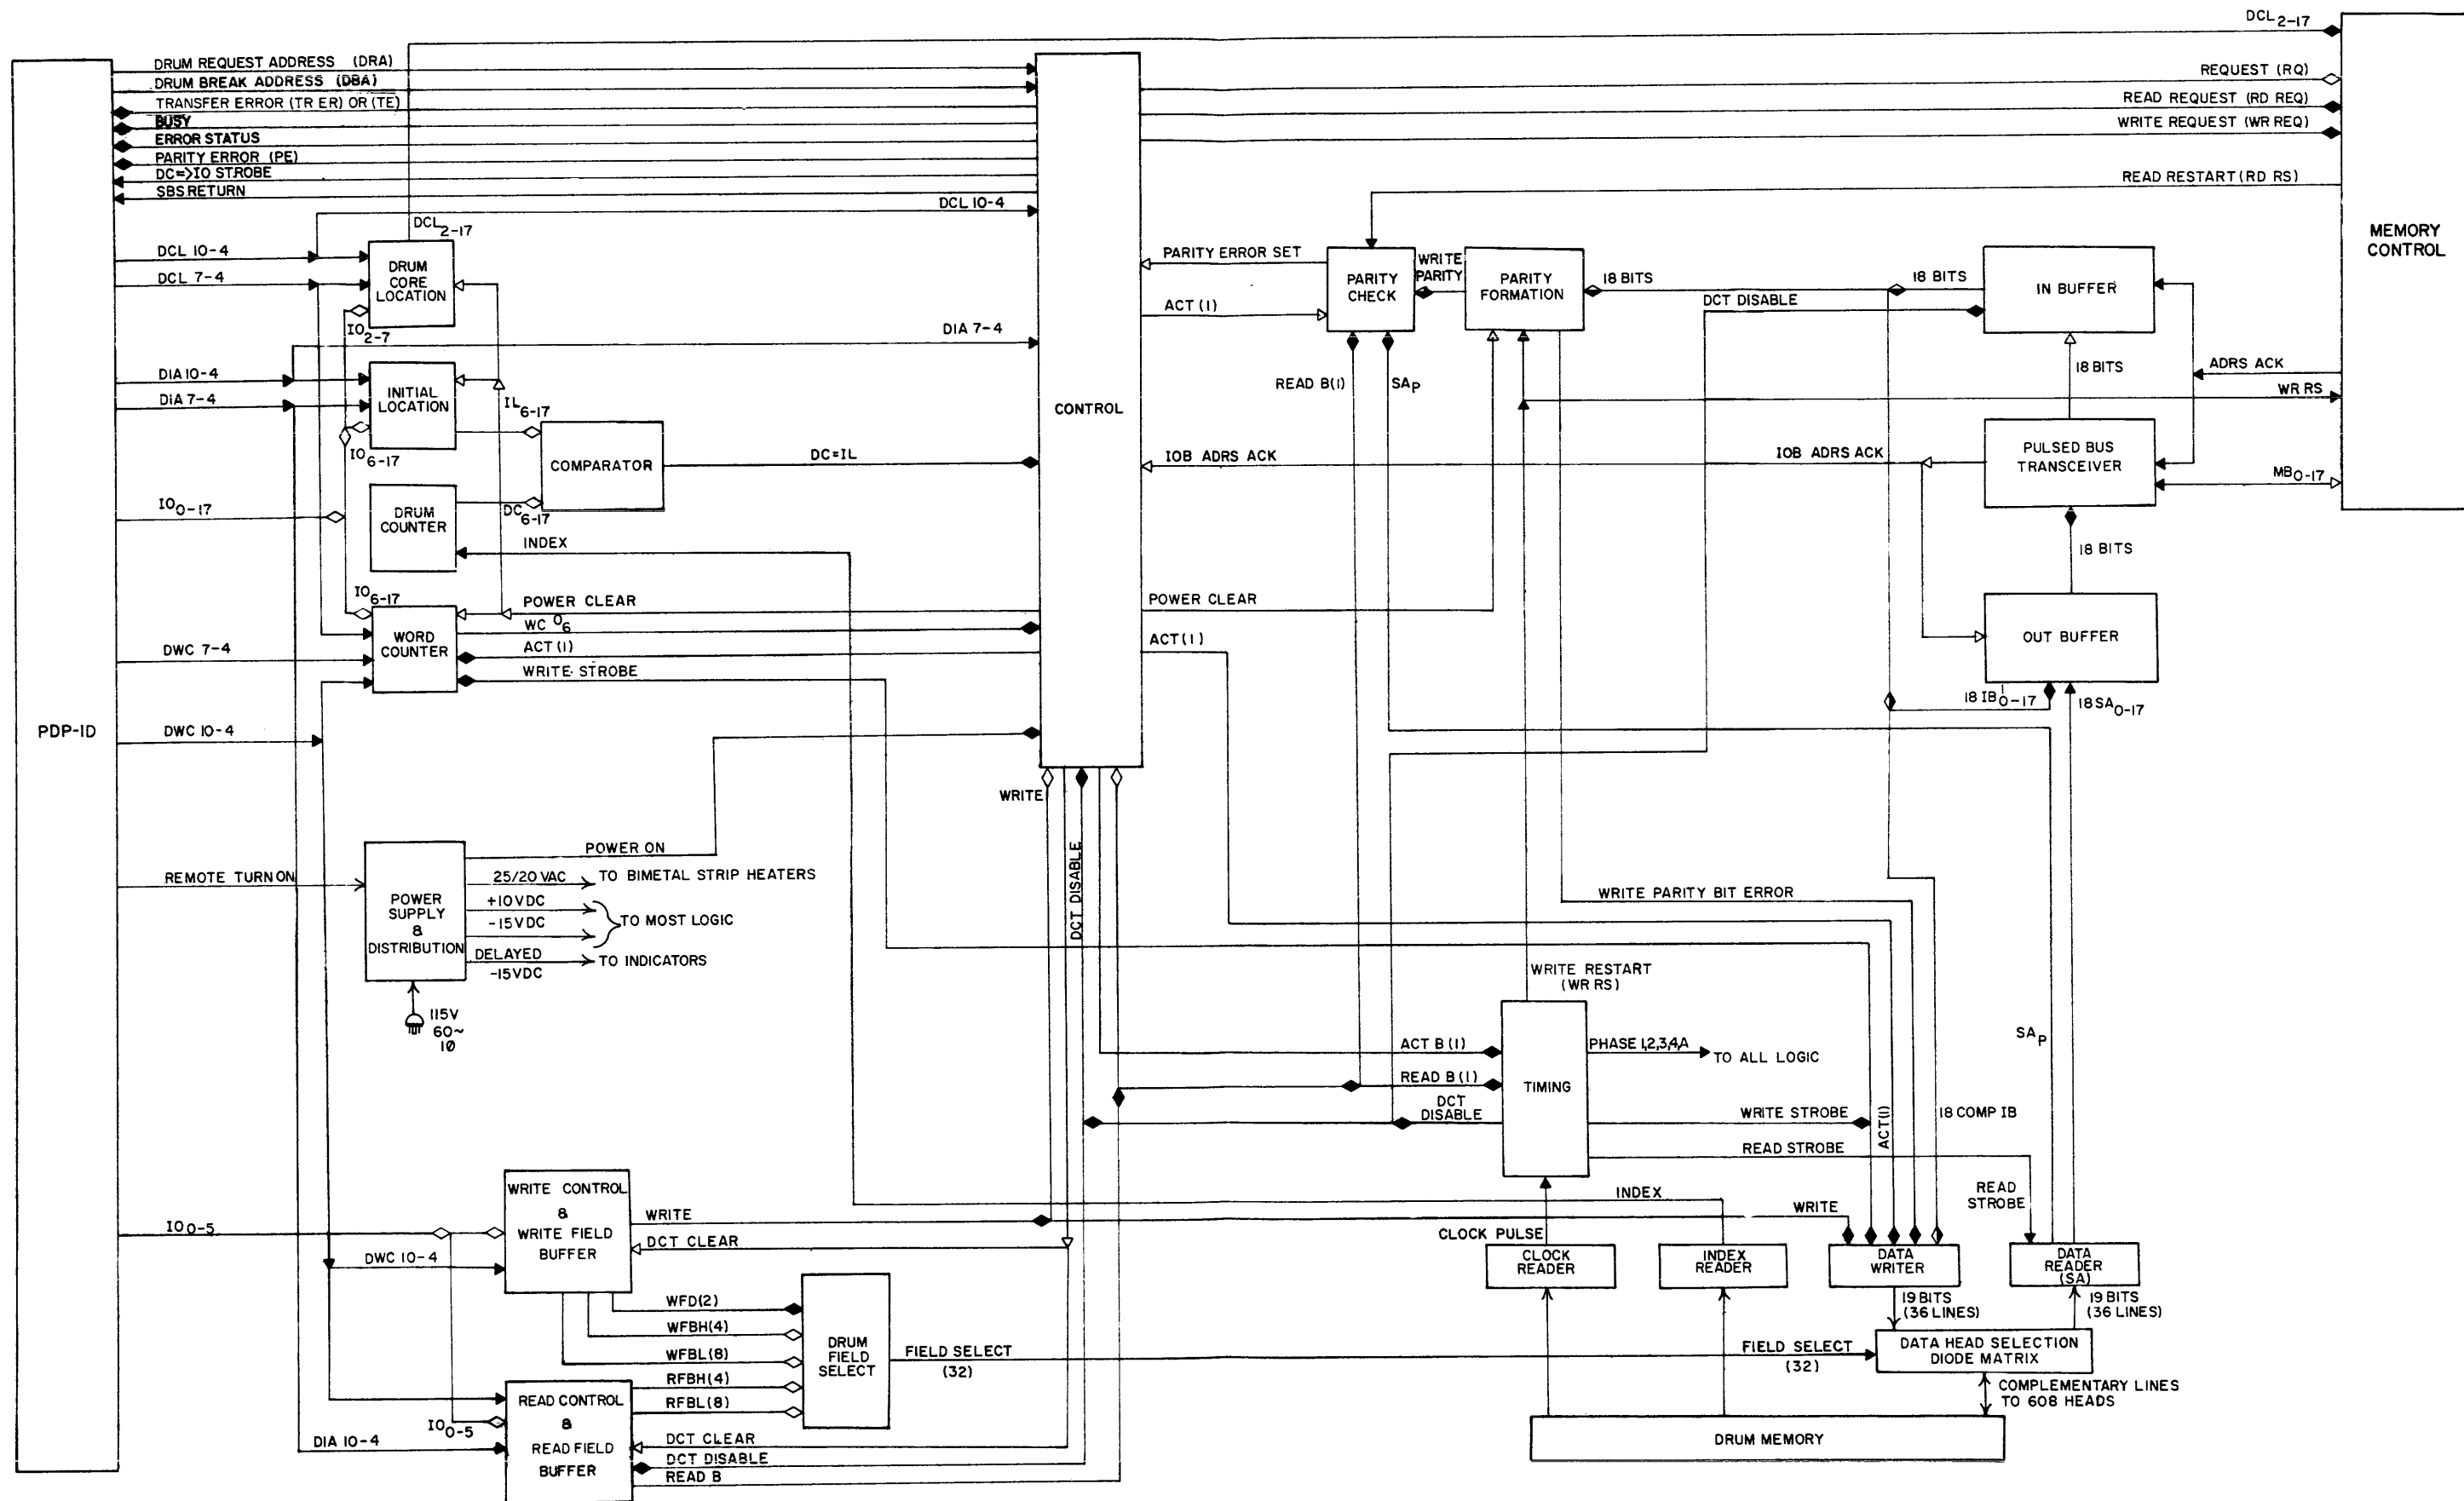 DCL 2-17
DRUM REQUEST ADDRESS (DRA)
DRUM BREAK ADDRESS (DBA)
TRANSFER ERROR (TR ER) OR (TE)
BUSY
ERROR STATUS
PARITY ERROR (PE)
DC=>IO STROBE
SBS RETURN
REQUEST (RQ)
READ REQUEST (RD REQ)
WRITE REQUEST (WR REQ)
READ RESTART (RD RS)
MEMORY
CONTROL
DCL 10-4
DCL 2-17
DCL 10-4
DCL 7-4
DRUM
CORE
LOCATION
IO 2-7
DIA 7-4
PARITY ERROR SET
ACT (1)
PARITY
CHECK
WRITE
PARITY
PARITY
FORMATION
18 BITS
18 BITS
DCT DISABLE
IN BUFFER
18 BITS
ADRS ACK
WR RS
READ B(1)
SAP
DIA 10-4
DIA 7-4
INITIAL
LOCATION
IL 6-17
IO 6-17
CONTROL
COMPARATOR
DC=IL
IOB ADRS ACK
IOB ADRS ACK
PULSED BUS
TRANSCEIVER
MB0-17
IO 0-17
DRUM
COUNTER
DC 6-17
INDEX
18 BITS
IO 6-17
POWER CLEAR
WC 0 6
ACT (1)
WRITE STROBE
WORD
COUNTER
DWC 7-4
POWER CLEAR
ACT (1)
OUT BUFFER
18 IB 1 0-17
18 SA 0-17
PDP-1D
DWC 10-4
WRITE
DCT DISABLE
POWER ON
REMOTE TURN ON
POWER
SUPPLY
&
DISTRIBUTION
25/20 VAC
TO BIMETAL STRIP HEATERS
+10VDC
-15VDC
TO MOST LOGIC
DELAYED
-15VDC
TO INDICATORS
115V
60~
1Ø
WRITE PARITY BIT ERROR
WRITE RESTART
(WR RS)
SAP
ACT B (1)
READ B (1)
DCT
DISABLE
TIMING
PHASE 1,2,3,4,A
TO ALL LOGIC
WRITE STROBE
ACT(1)
18 COMP IB
READ STROBE
READ
STROBE
INDEX
WRITE CONTROL
&
WRITE FIELD
BUFFER
IO 0-5
WRITE
WRITE
DCT CLEAR
DWC 10-4
CLOCK PULSE
CLOCK
READER
INDEX
READER
DATA
WRITER
DATA
READER
(SA)
19 BITS
(36 LINES)
19 BITS
(36 LINES)
WFD(2)
WFBH(4)
WFBL(8)
RFBH(4)
RFBL(8)
DRUM
FIELD
SELECT
FIELD SELECT
(32)
FIELD SELECT
(32)
DATA HEAD SELECTION
DIODE MATRIX
COMPLEMENTARY LINES
TO 608 HEADS
READ CONTROL
&
READ FIELD
BUFFER
IO 0-5
DIA 10-4
DCT CLEAR
DCT DISABLE
READ B
DRUM MEMORY